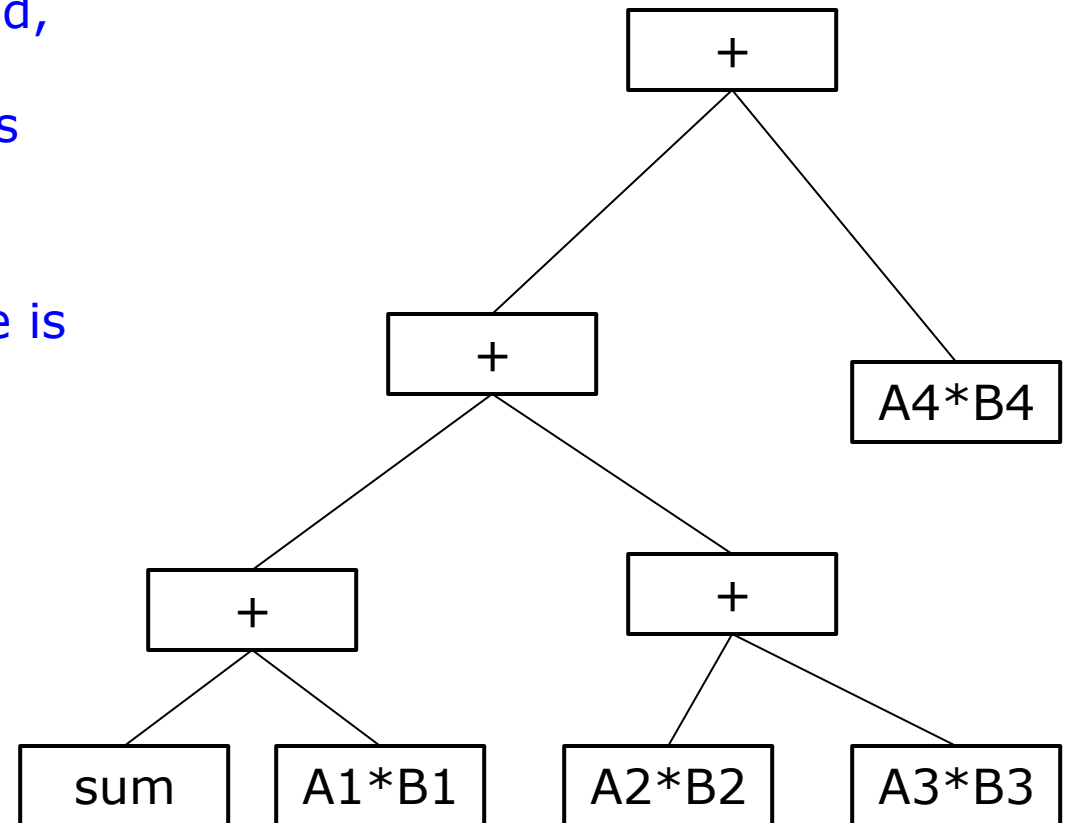 d,
s
e is
+
+
A4*B4
+
+
sum
A1*B1
A2*B2
A3*B3